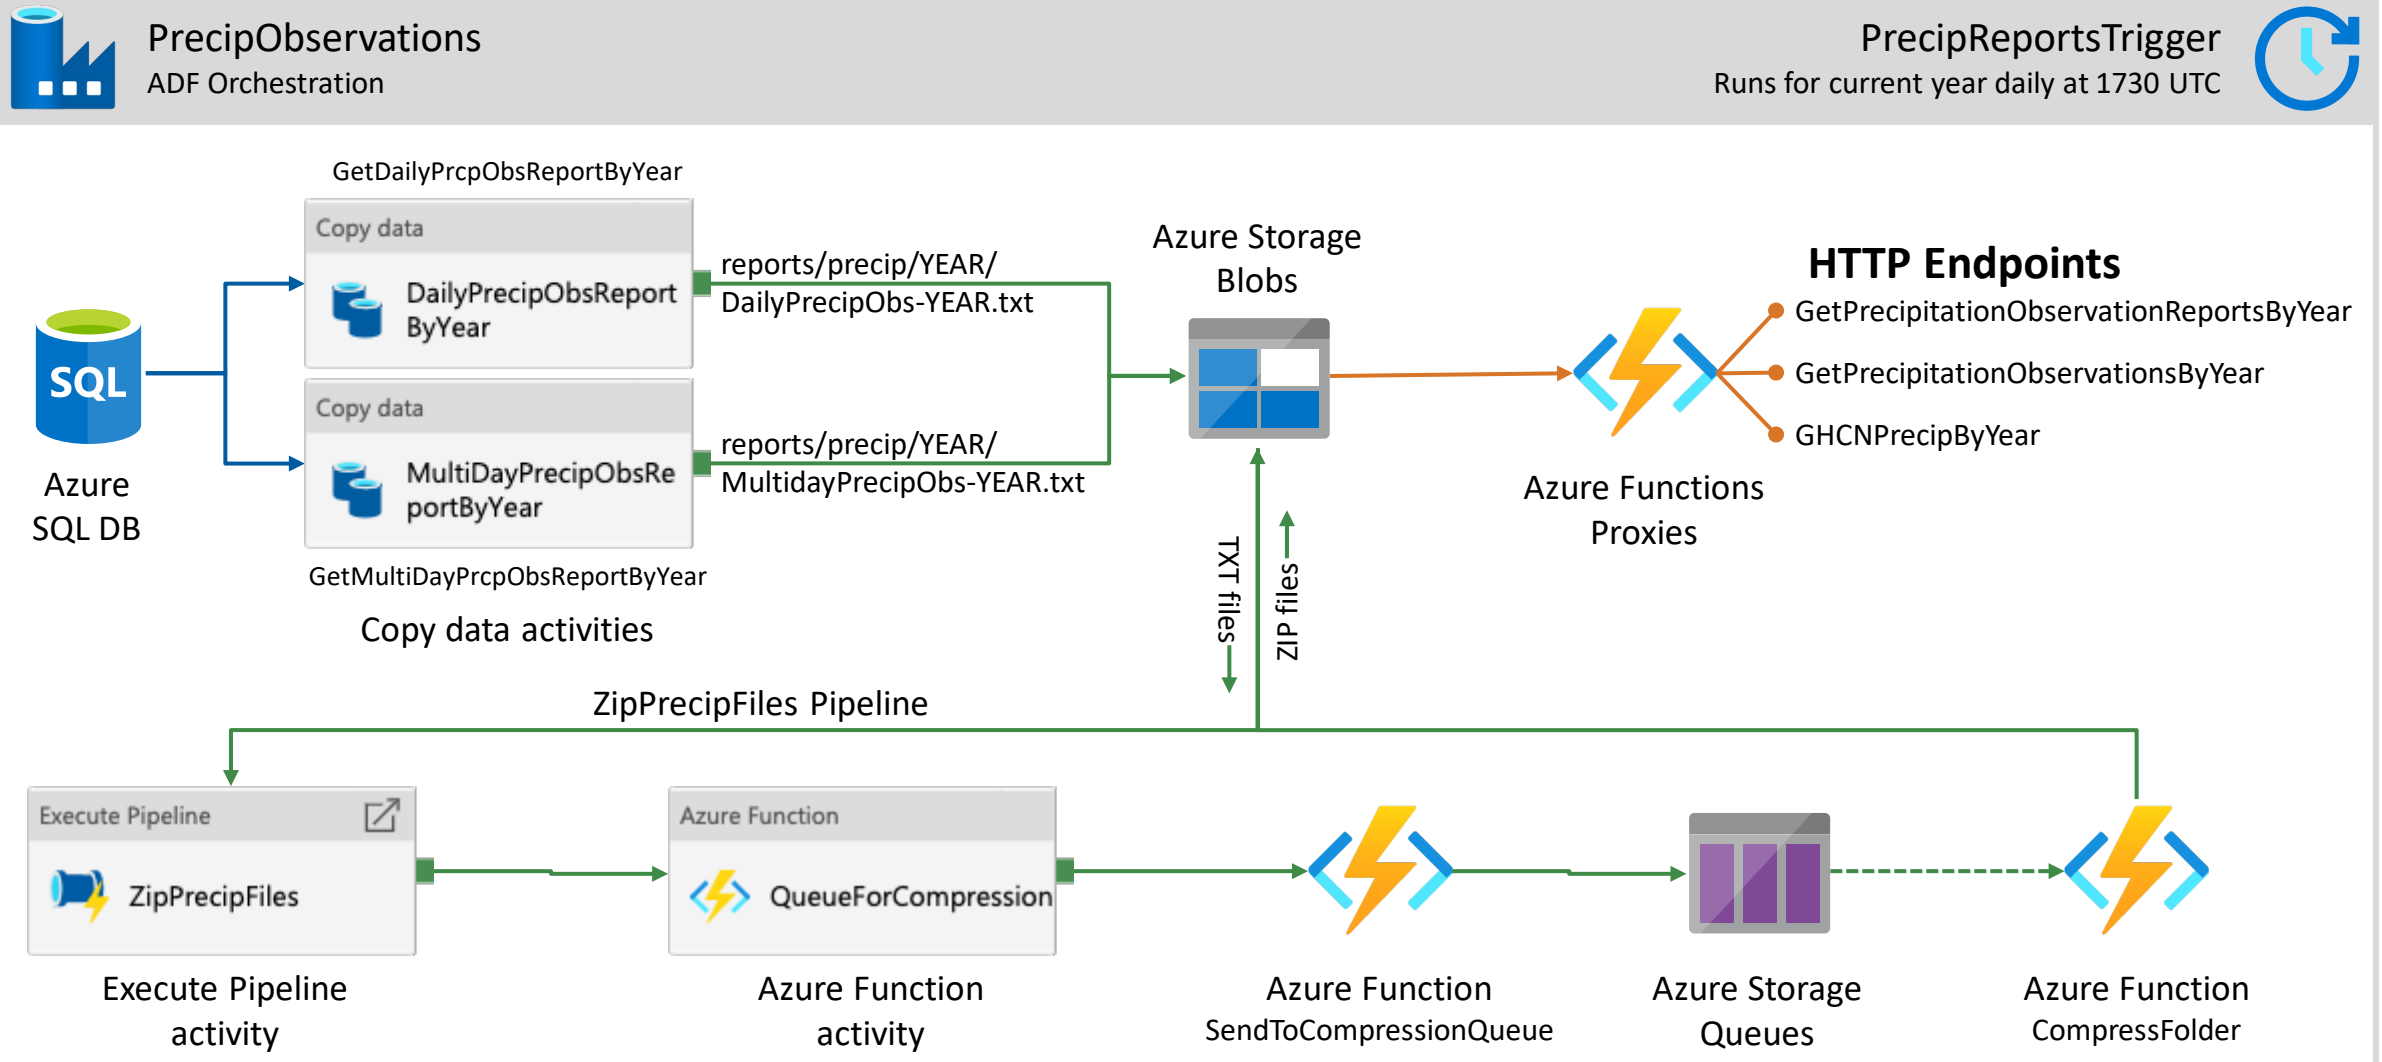 PrecipObservations
ADF Orchestration
PrecipReportsTrigger
Runs for current year daily at 1730 UTC
GetDailyPrcpObsReportByYear
Copy data
DailyPrecipObsReport
ByYear
reports/precip/YEAR/
DailyPrecipObs-YEAR.txt
Copy data
MultiDayPrecipObsRe
portByYear
reports/precip/YEAR/
MultidayPrecipObs-YEAR.txt
GetMultiDayPrcpObsReportByYear
Copy data activities
SQL
Azure
SQL DB
Azure Storage
Blobs
HTTP Endpoints
GetPrecipitationObservationReportsByYear
GetPrecipitationObservationsByYear
GHCNPrecipByYear
Azure Functions
Proxies
TXT files
ZIP files
ZipPrecipFiles Pipeline
Execute Pipeline
ZipPrecipFiles
Execute Pipeline
activity
Azure Function
QueueForCompression
Azure Function
activity
Azure Function
SendToCompressionQueue
Azure Storage
Queues
Azure Function
CompressFolder